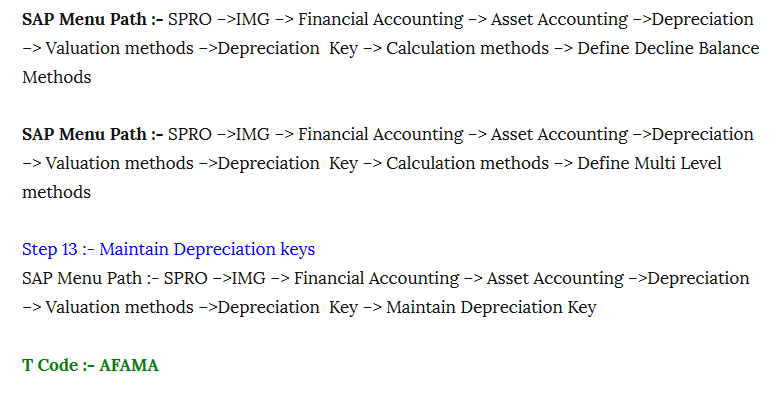 SAP Menu Path :- SPRO –>IMG –> Financial Accounting –> Asset Accounting –>Depreciation
–> Valuation methods –>Depreciation  Key –> Calculation methods –> Define Decline Balance
Methods
SAP Menu Path :- SPRO –>IMG –> Financial Accounting –> Asset Accounting –>Depreciation
–> Valuation methods –>Depreciation  Key –> Calculation methods –> Define Multi Level
methods
Step 13 :- Maintain Depreciation keys
SAP Menu Path :- SPRO –>IMG –> Financial Accounting –> Asset Accounting –>Depreciation
–> Valuation methods –>Depreciation  Key –> Maintain Depreciation Key
T Code :- AFAMA